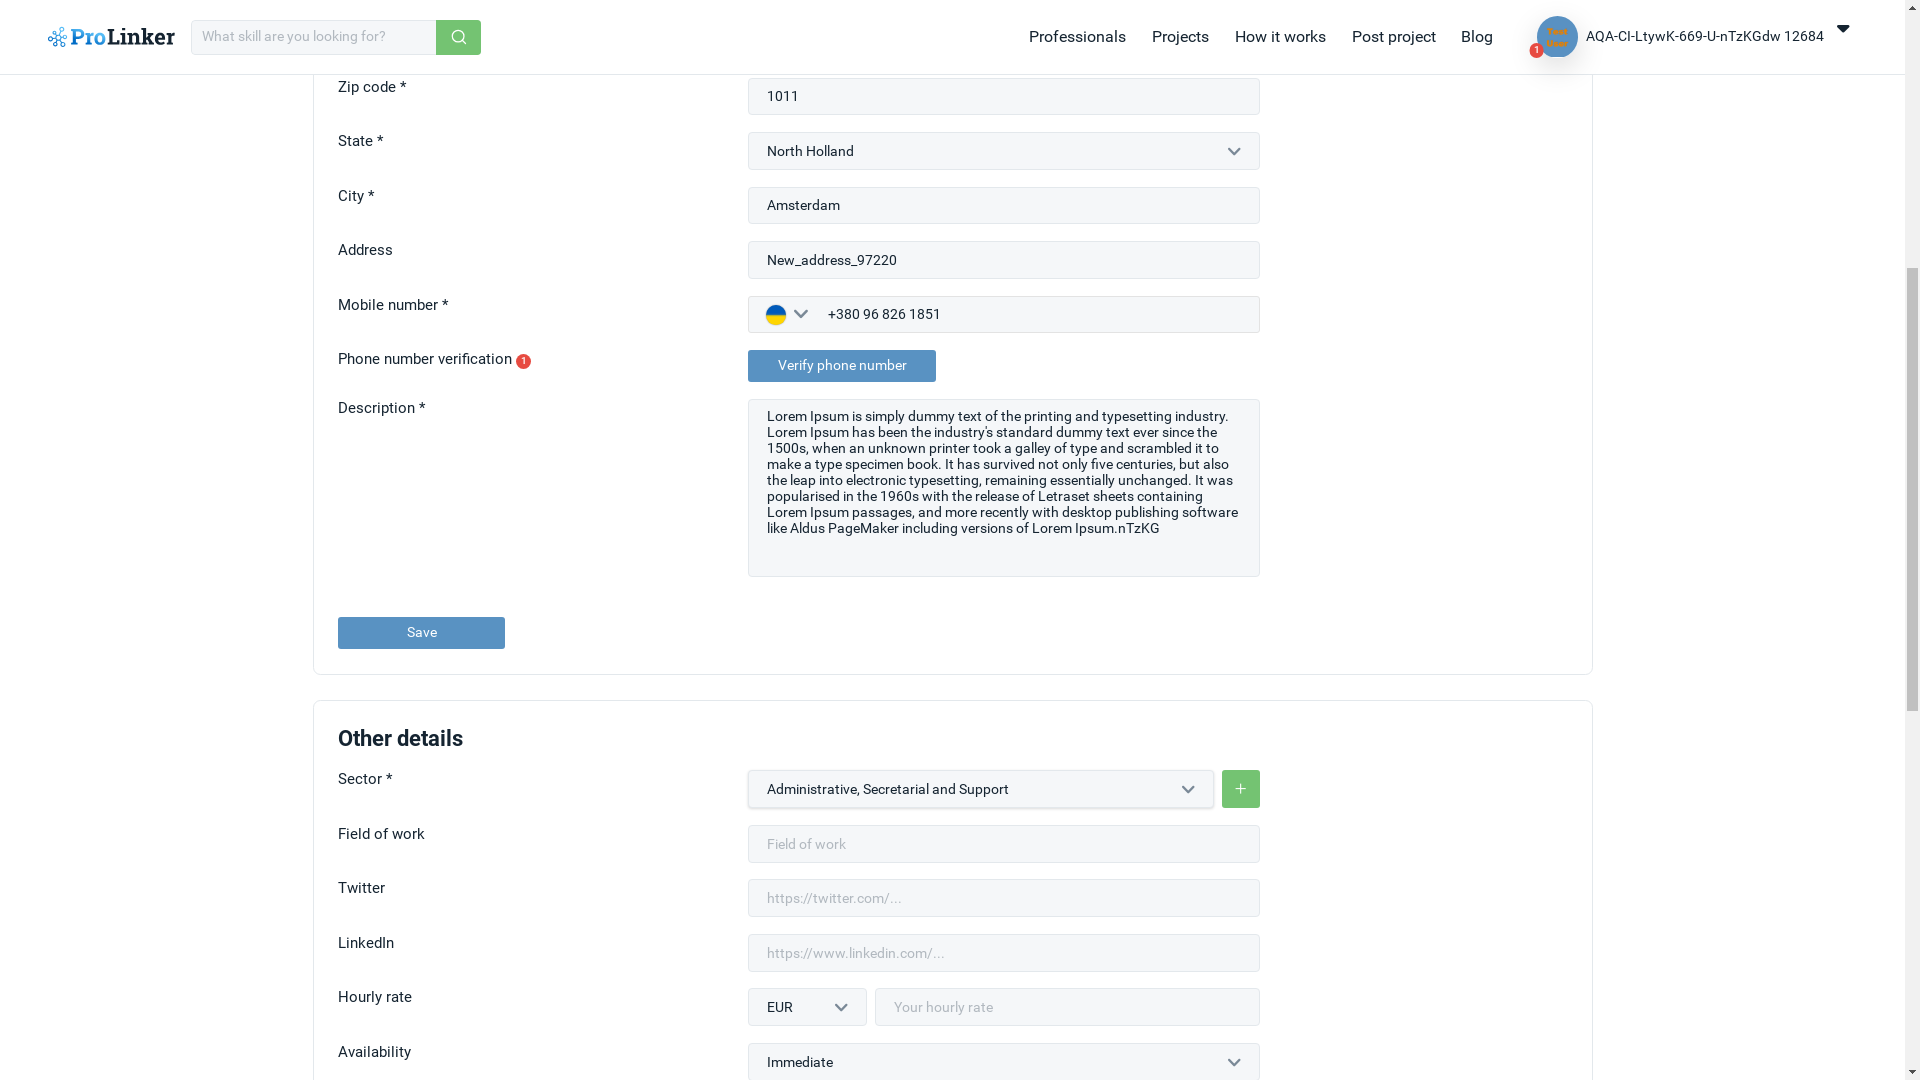 ProLinker
What skill are you looking for?
Professionals
Projects
How it works
Post project
Blog
Test
User
1
AQA-CI-LtywK-669-U-nTzKGdw 12684
Zip code *
1011
State *
North Holland
City *
Amsterdam
Address
New_address_97220
Mobile number *
+380 96 826 1851
Phone number verification 1
Verify phone number
Description *
Lorem Ipsum is simply dummy text of the printing and typesetting industry.
Lorem Ipsum has been the industry's standard dummy text ever since the
1500s, when an unknown printer took a galley of type and scrambled it to
make a type specimen book. It has survived not only five centuries, but also
the leap into electronic typesetting, remaining essentially unchanged. It was
popularised in the 1960s with the release of Letraset sheets containing
Lorem Ipsum passages, and more recently with desktop publishing software
like Aldus PageMaker including versions of Lorem Ipsum.nTzKG
Save
Other details
Sector *
Administrative, Secretarial and Support
+
Field of work
Field of work
Twitter
https://twitter.com/...
LinkedIn
https://www.linkedin.com/...
Hourly rate
EUR
Your hourly rate
Availability
Immediate